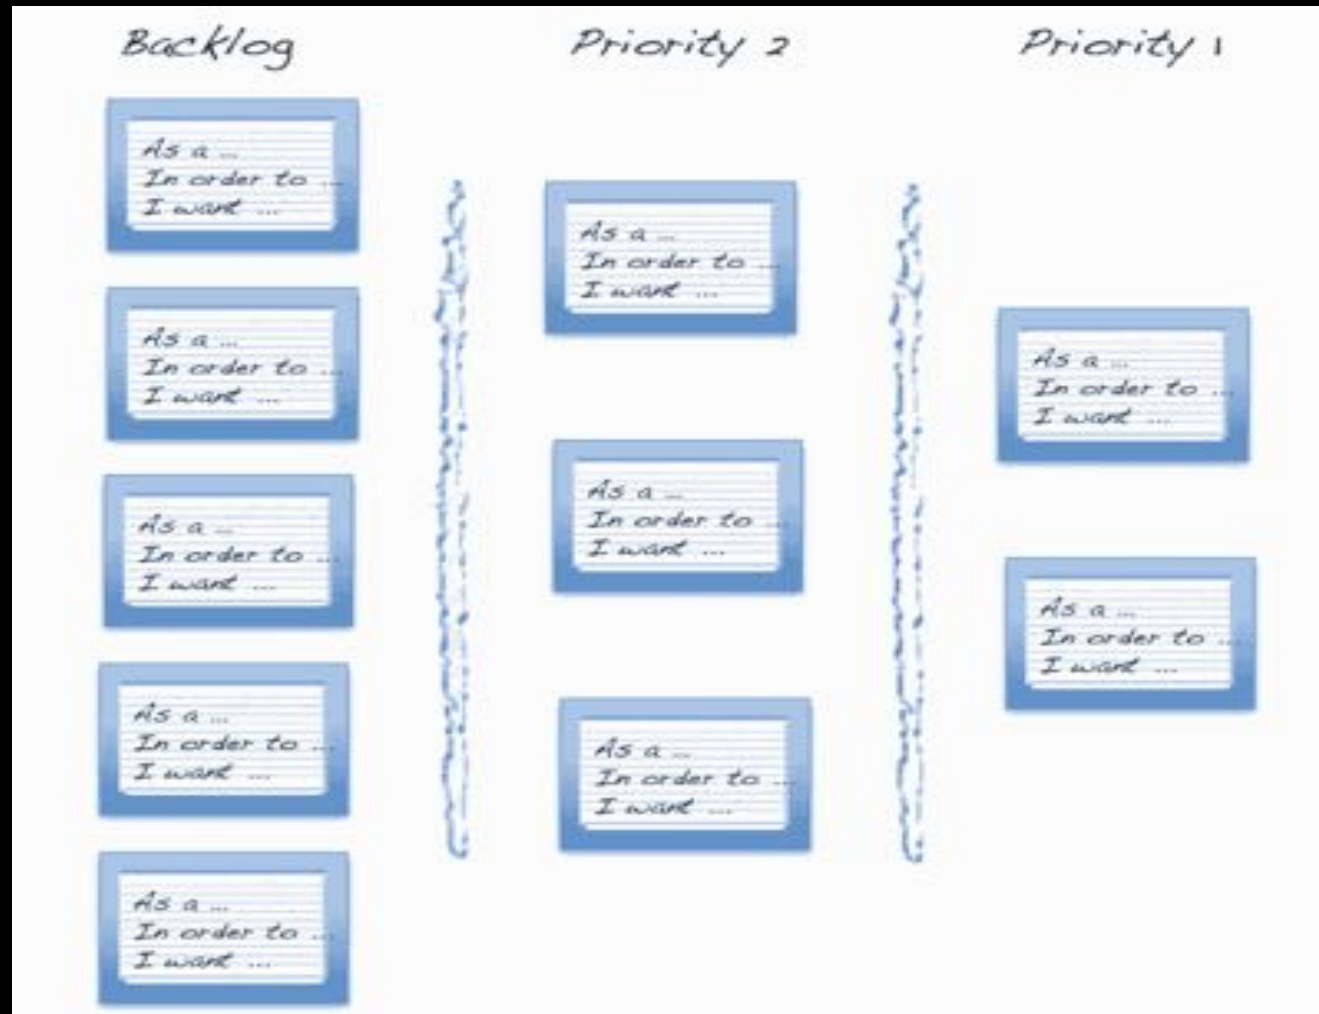 Backlog
As a ...
In order to ...
I want ...
As a ...
In order to ...
I want ...
As a ...
In order to ...
I want ...
As a ...
In order to ...
I want ...
As a ...
In order to ...
I want ...
Priority 2
As a ...
In order to ...
I want ...
As a ...
In order to ...
I want ...
As a ...
In order to ...
I want ...
Priority 1
As a ...
In order to ...
I want ...
As a ...
In order to ...
I want ...